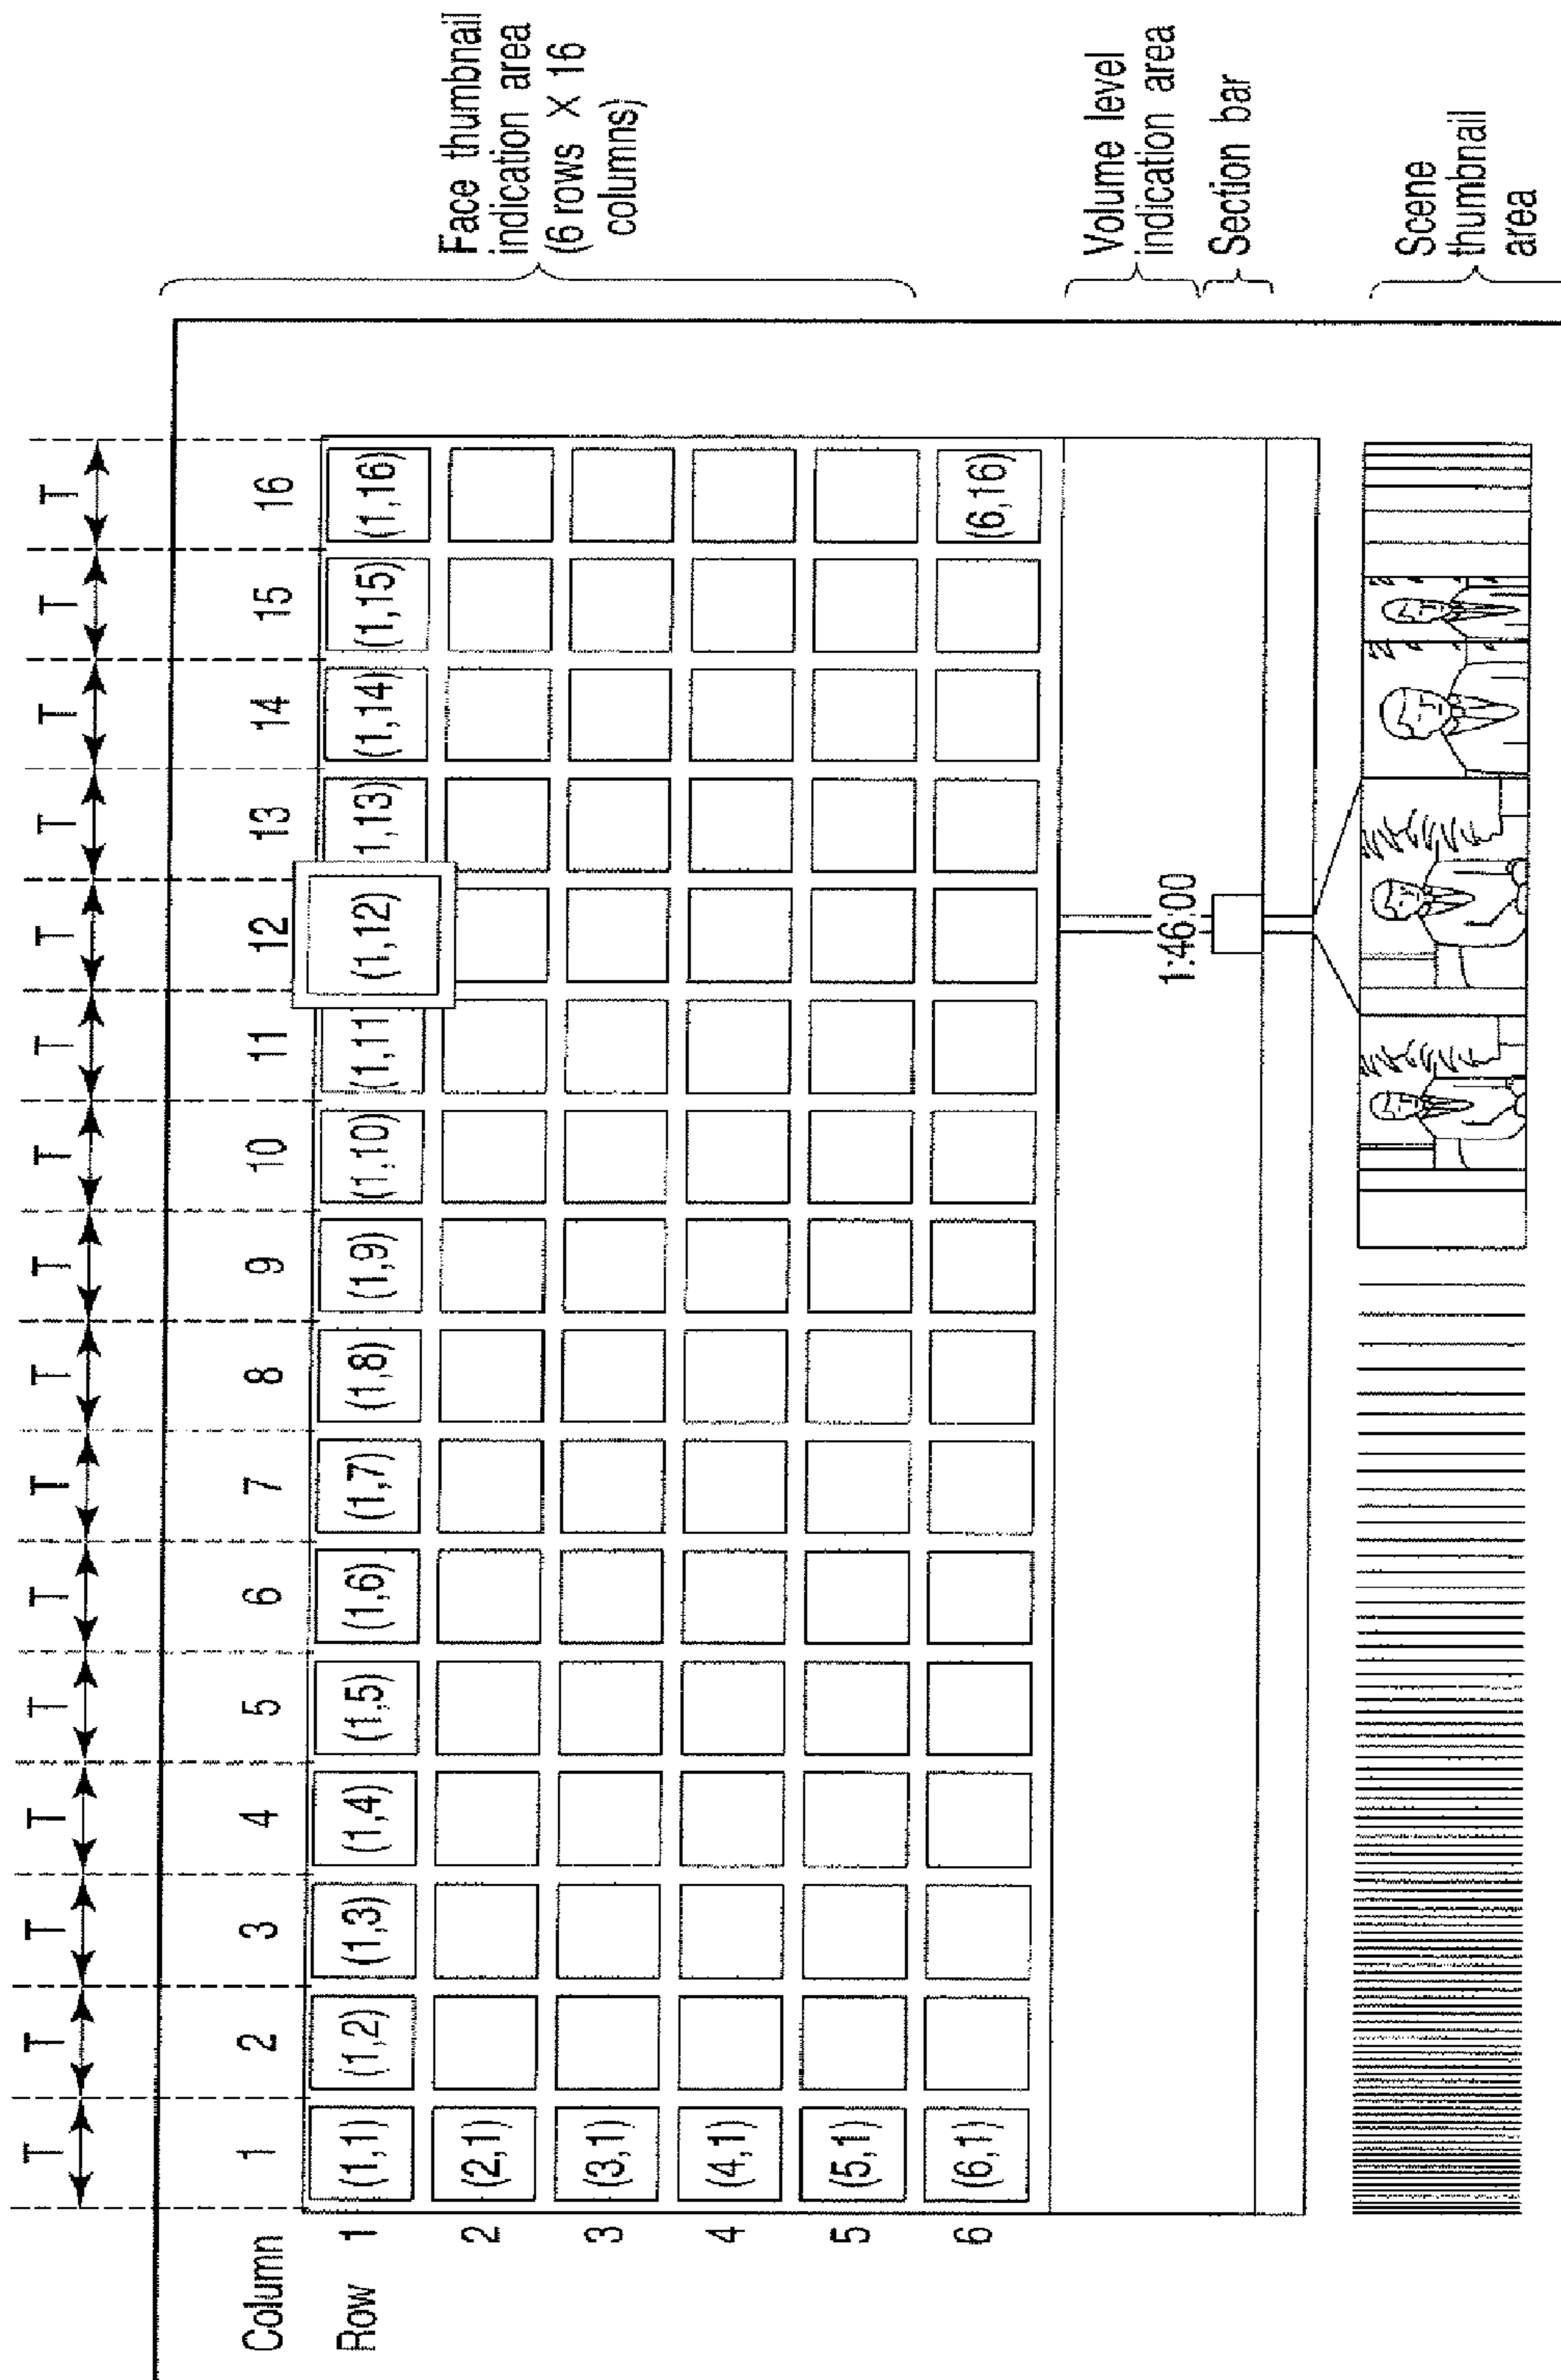 T T T T T T T T T T T T T T T T
Column 1 2 3 4 5 6 7 8 9 10 11 12 13 14 15 16
Row 1 (1,1) (1,2) (1,3) (1,4) (1,5) (1,6) (1,7) (1,8) (1,9) (1,10) (1,11 (1,12) 1,13) (1,14) (1,15) (1,16)
2 (2,1)
3 (3,1)
4 (4,1)
5 (5,1)
6 (6,1) (6,16)
1:46:00
Face thumbnail
indication area
(6 rows × 16
columns)
Volume level
indication area
Section bar
Scene
thumbnail
area